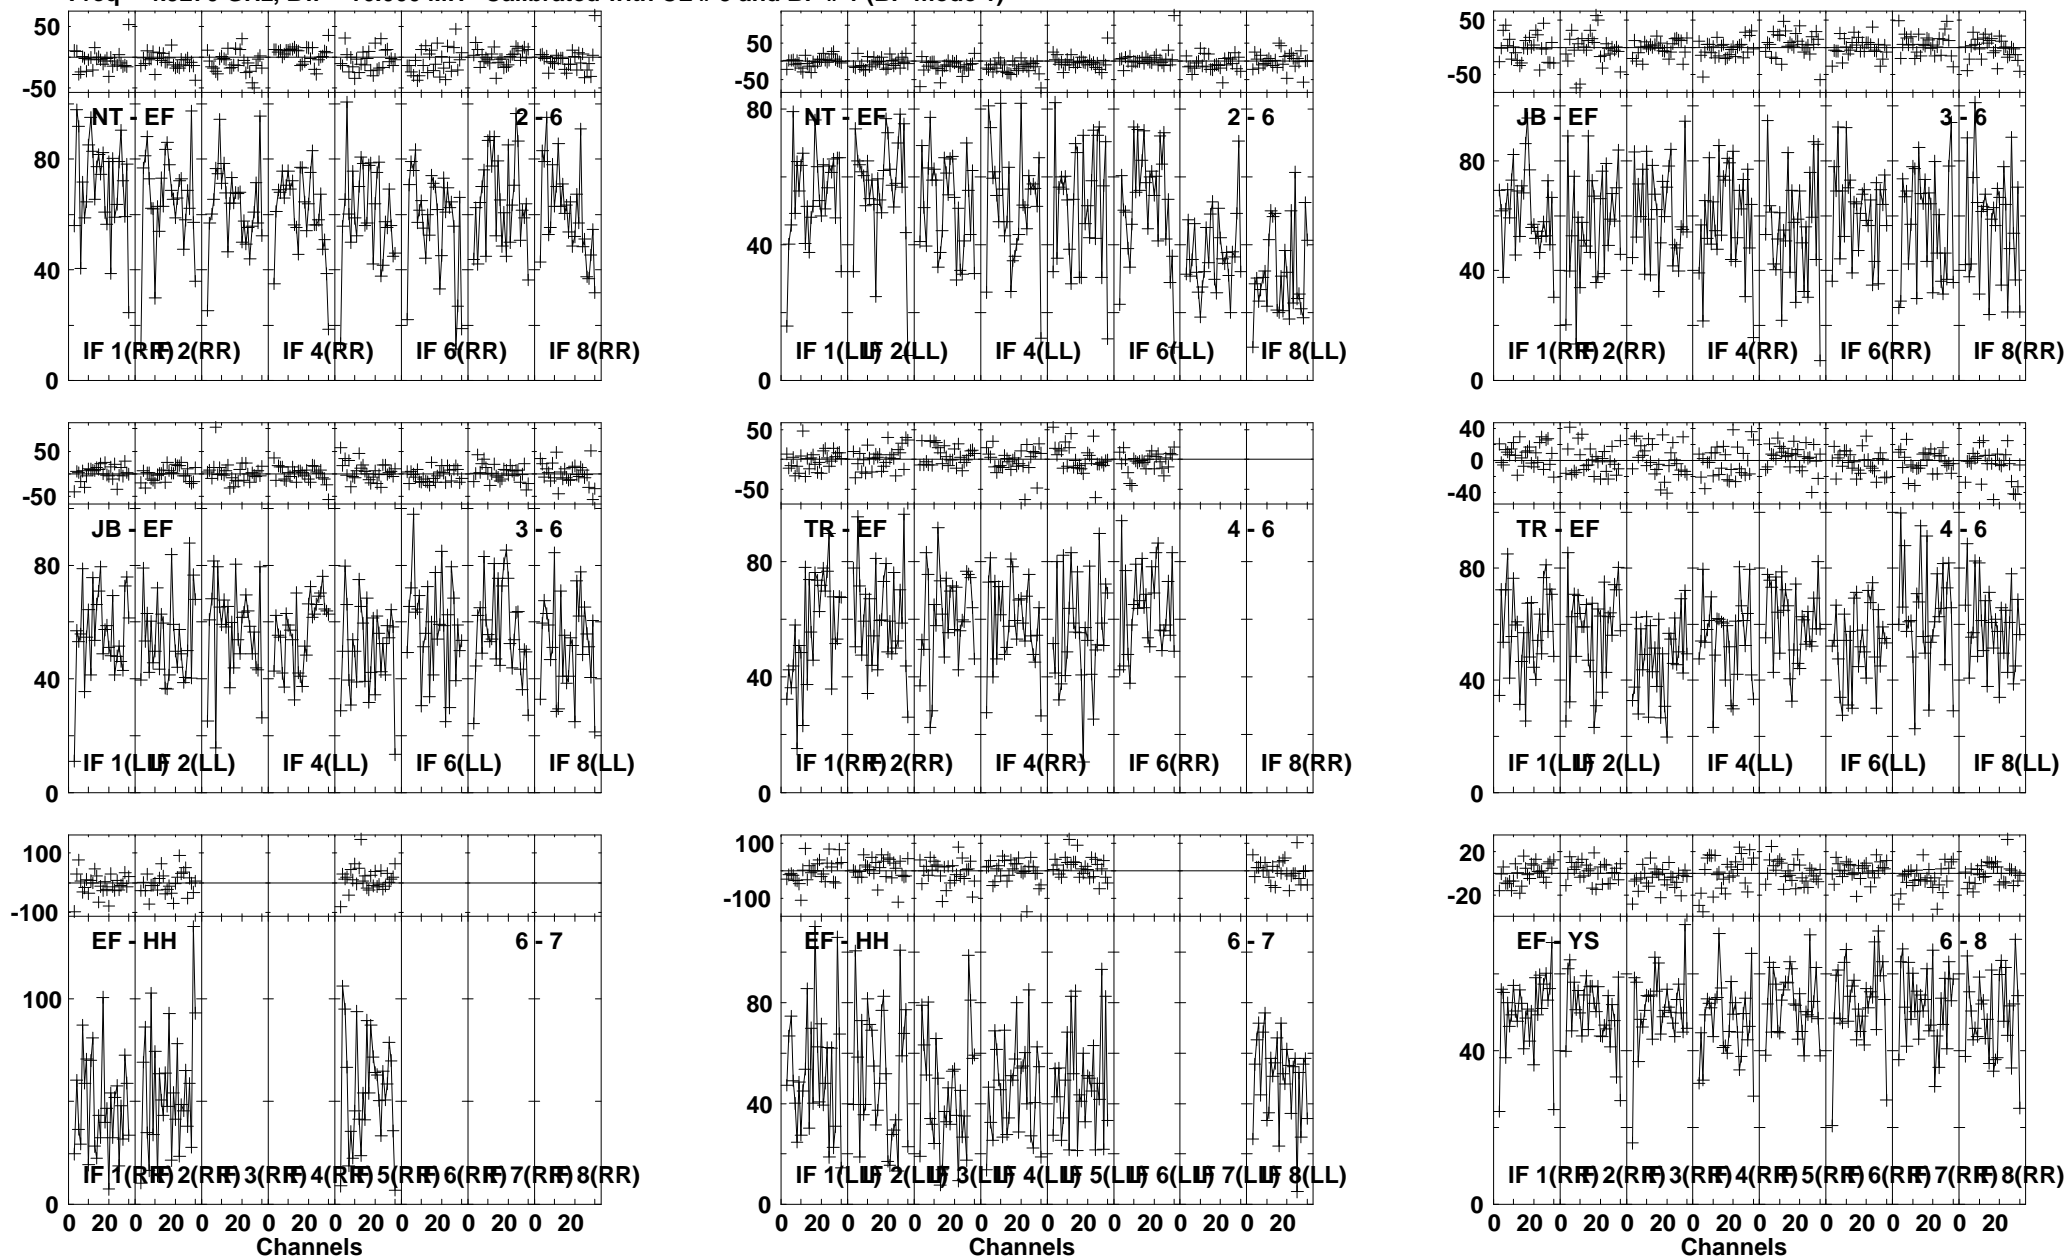 50
-50
NT - EF 2 - 6
80
40
0
IF 1(RR) IF 2(RR) IF 4(RR) IF 6(RR) IF 8(RR)
50
-50
NT - EF 2 - 6
80
40
0
IF 1(LL) IF 2(LL) IF 4(LL) IF 6(LL) IF 8(LL)
50
-50
JB - EF 3 - 6
80
40
0
IF 1(RR) IF 2(RR) IF 4(RR) IF 6(RR) IF 8(RR)
50
-50
JB - EF 3 - 6
80
40
0
IF 1(LL) IF 2(LL) IF 4(LL) IF 6(LL) IF 8(LL)
50
-50
TR - EF 4 - 6
80
40
0
IF 1(RR) IF 2(RR) IF 4(RR) IF 6(RR) IF 8(RR)
40
0
-40
TR - EF 4 - 6
80
40
0
IF 1(LL) IF 2(LL) IF 4(LL) IF 6(LL) IF 8(LL)
100
-100
EF - HH 6 - 7
100
0
IF 1(RR) IF 2(RR) IF 3(RR) IF 4(RR) IF 5(RR) IF 6(RR) IF 7(RR) IF 8(RR)
0 20 0 20 0 20 0 20 0 20 0 20 0 20 0 20
Channels
100
-100
EF - HH 6 - 7
80
40
0
IF 1(LL) IF 2(LL) IF 3(LL) IF 4(LL) IF 5(LL) IF 6(LL) IF 7(LL) IF 8(LL)
0 20 0 20 0 20 0 20 0 20 0 20 0 20 0 20
Channels
20
-20
EF - YS 6 - 8
40
0
IF 1(RR) IF 2(RR) IF 3(RR) IF 4(RR) IF 5(RR) IF 6(RR) IF 7(RR) IF 8(RR)
0 20 0 20 0 20 0 20 0 20 0 20 0 20 0 20
Channels